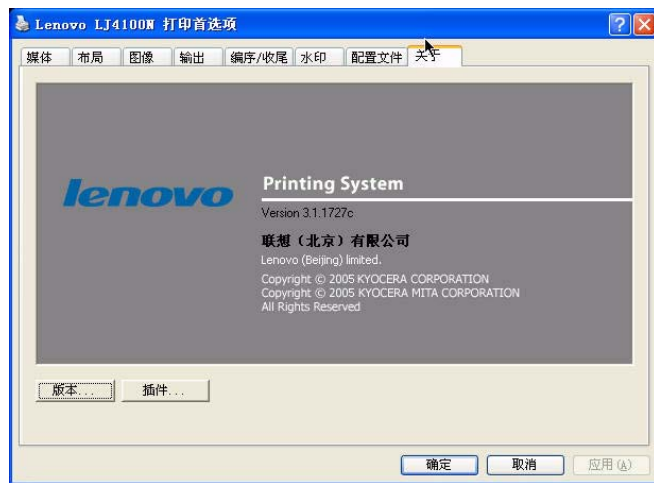 Lenovo LJ4100N 打印首选项
媒体 布局 图像 输出 编序/收尾 水印 配置文件 关于
lenovo
Printing System
Version 3.1.1727c
联想（北京）有限公司
Lenovo (Beijing) limited.
Copyright © 2005 KYOCERA CORPORATION
Copyright © 2005 KYOCERA MITA CORPORATION
All Rights Reserved
版本... 插件...
确定 取消 应用(A)